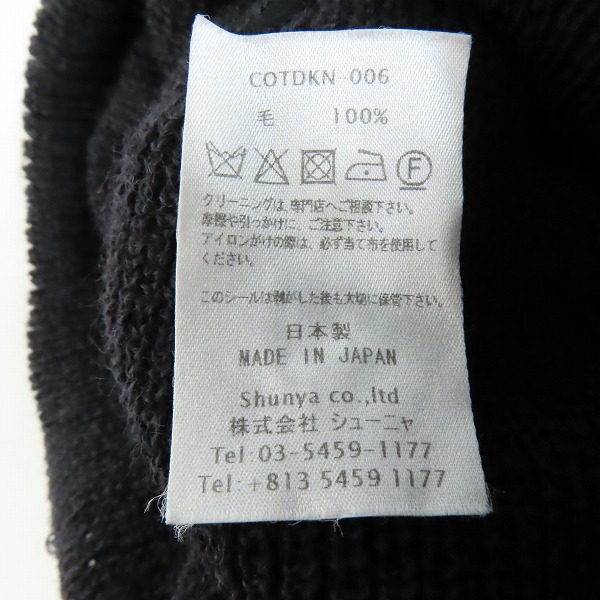 COTDKN-006
毛 100%
F
クリーニングは、専門店へご相談下さい。
摩擦や引っかけに、ご注意下さい。
アイロンがけの際は、必ず当て布を使用して
ください。
このシールは剥がした後も大切に保管下さい。
日本製
MADE IN JAPAN
Shunya co.,ltd
株式会社 シューニャ
Tel 03-5459-1177
Tel:+813 5459 1177